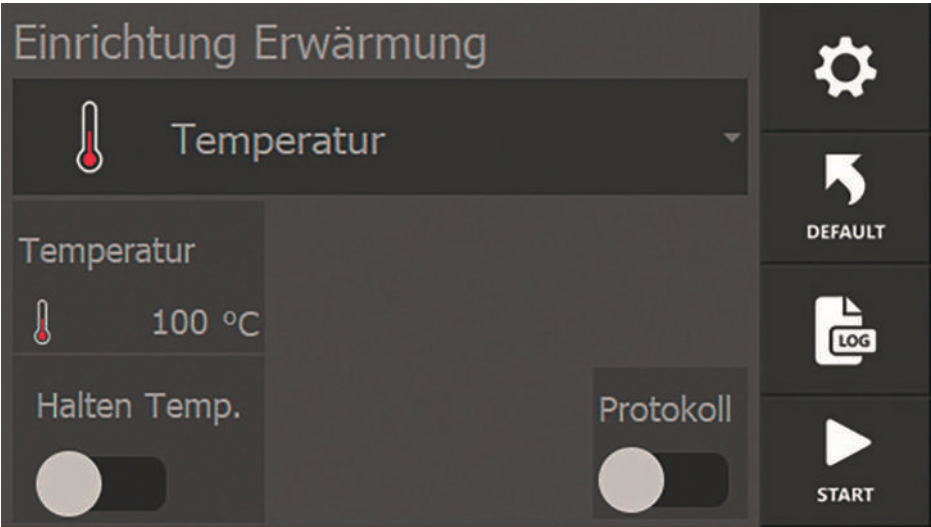 Einrichtung Erwärmung
Temperatur
Temperatur
100 °C
Halten Temp.
Protokoll
DEFAULT
LOG
START